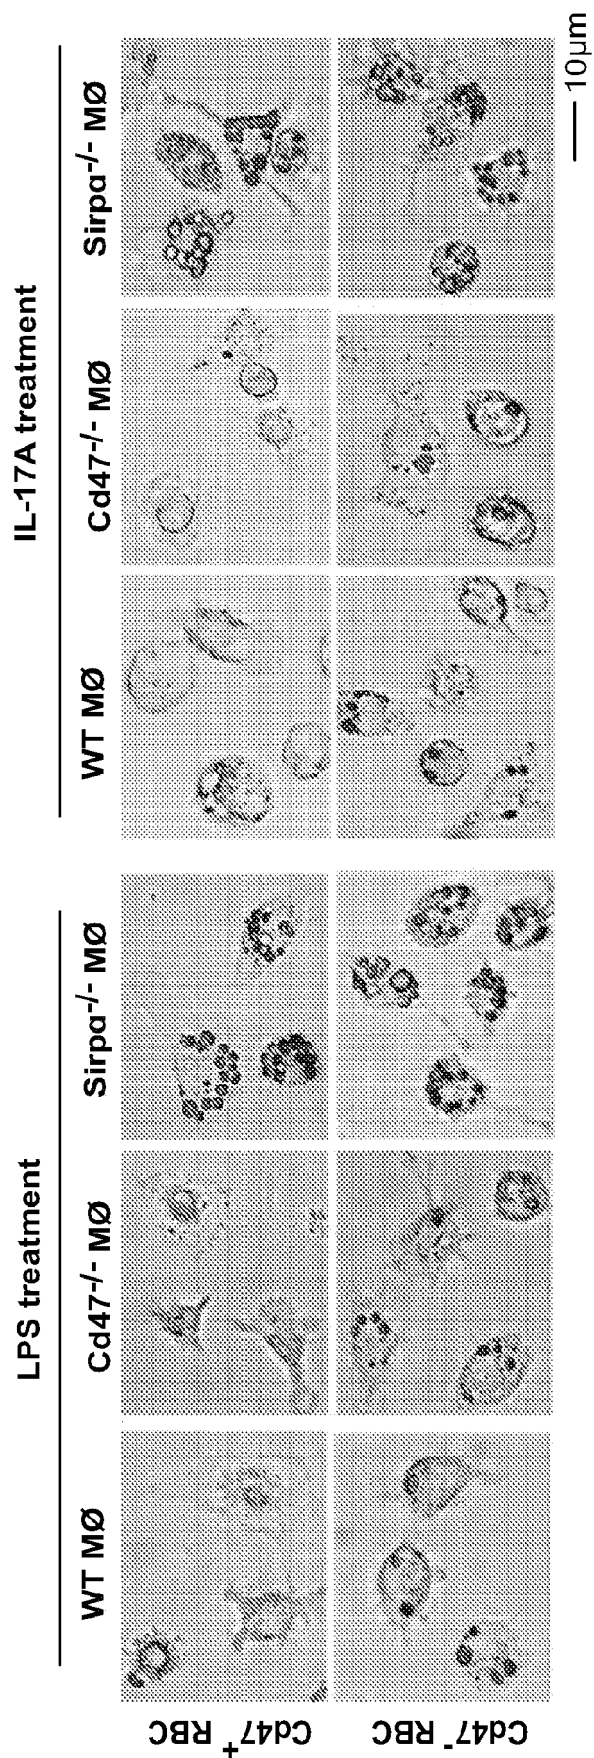 LPS treatment
IL-17A treatment
WT MØ
Cd47⁻/⁻ MØ
Sirpα⁻/⁻ MØ
WT MØ
Cd47⁻/⁻ MØ
Sirpα⁻/⁻ MØ
Cd47⁺ RBC
Cd47⁻ RBC
10µm